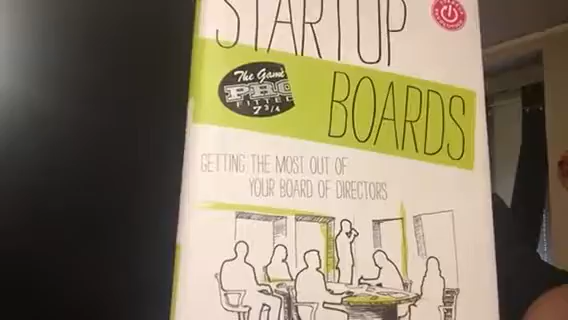 STARTUP
The Game
PRO
FITTED
7 3/4
BOARDS
GETTING THE MOST OUT OF
YOUR BOARD OF DIRECTORS